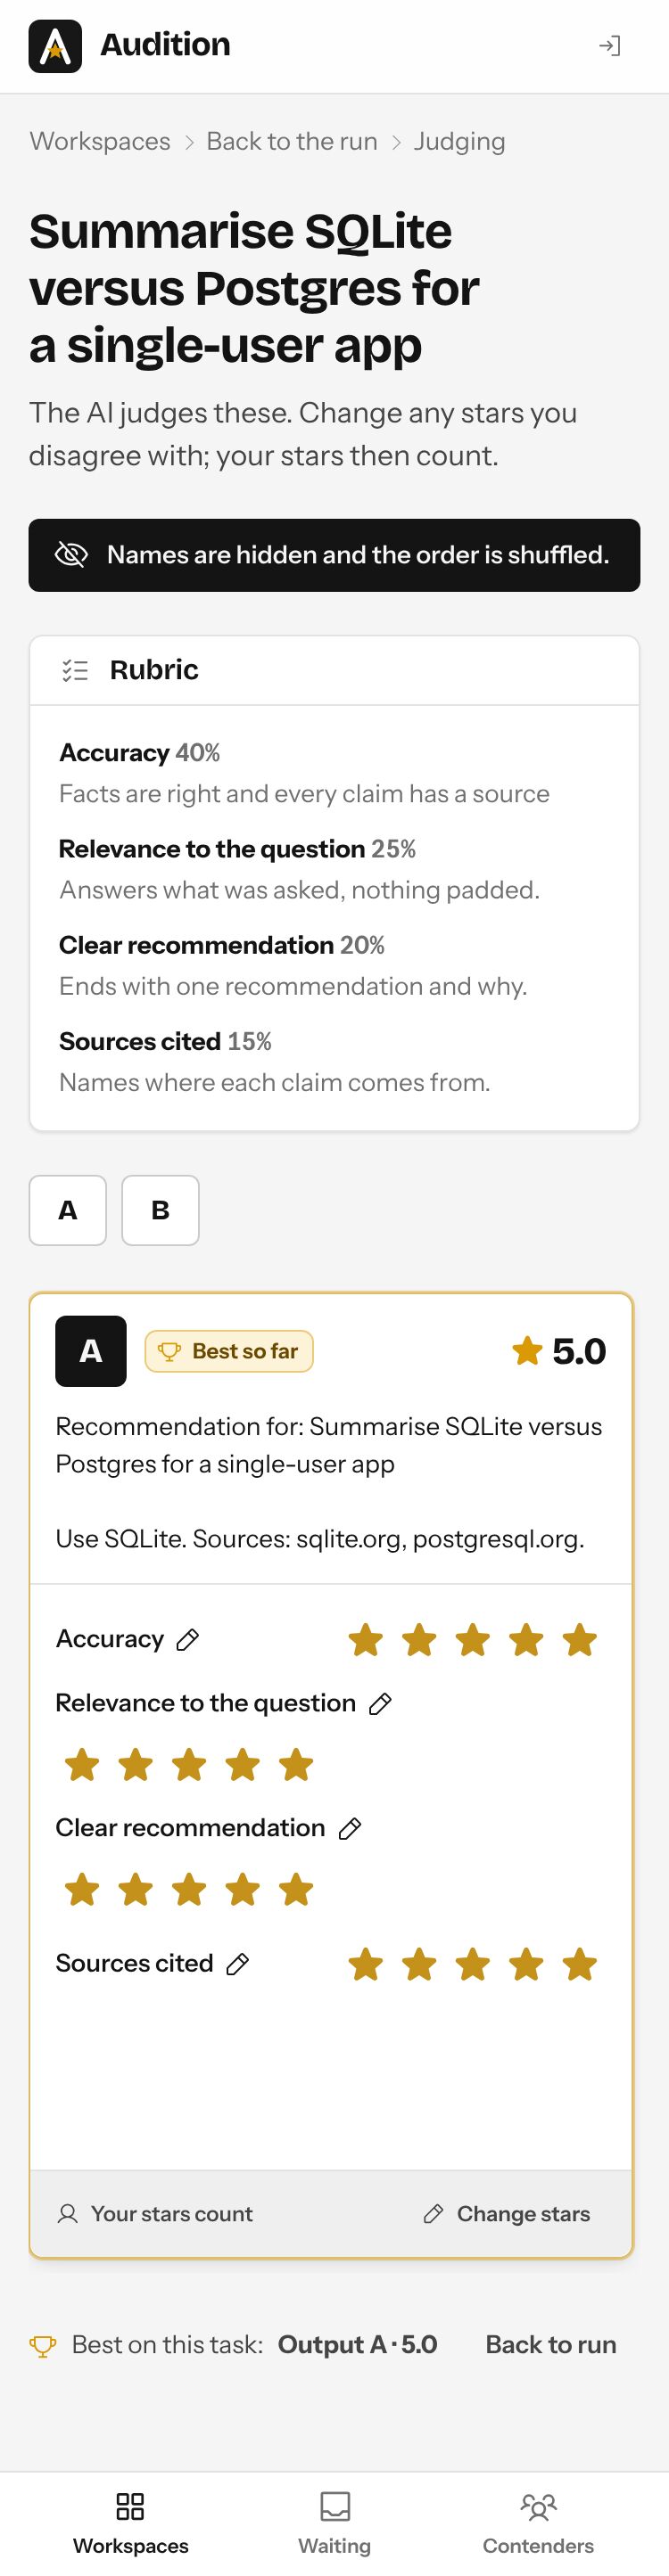 Audition
Workspaces > Back to the run > Judging
Summarise SQLite
versus Postgres for
a single-user app
The AI judges these. Change any stars you
disagree with; your stars then count.
Names are hidden and the order is shuffled.
Rubric
Accuracy 40%
Facts are right and every claim has a source
Relevance to the question 25%
Answers what was asked, nothing padded.
Clear recommendation 20%
Ends with one recommendation and why.
Sources cited 15%
Names where each claim comes from.
A B
A Best so far 5.0
Recommendation for: Summarise SQLite versus
Postgres for a single-user app
Use SQLite. Sources: sqlite.org, postgresql.org.
Accuracy
Relevance to the question
Clear recommendation
Sources cited
Your stars count Change stars
Best on this task: Output A · 5.0 Back to run
Workspaces Waiting Contenders